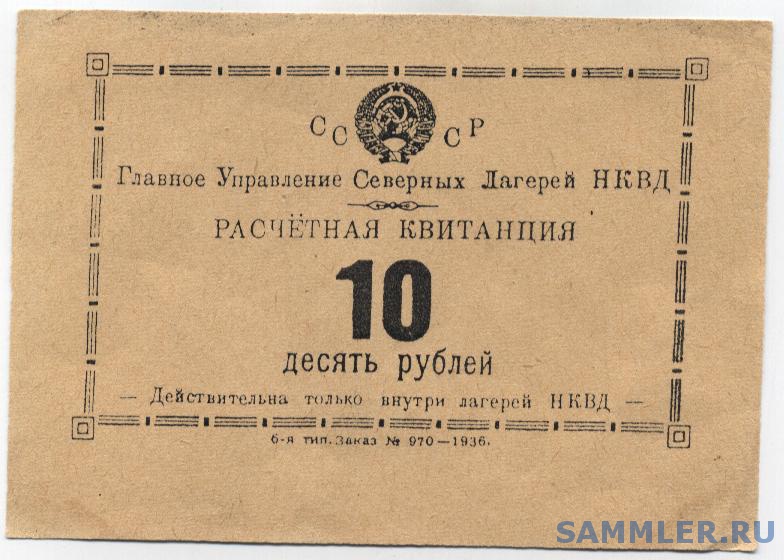 СССР
Главное Управление Северных Лагерей НКВД
РАСЧЁТНАЯ КВИТАНЦИЯ
10
десять рублей
— Действительна только внутри лагерей НКВД —
6-я тип. Заказ № 970—1936.
SAMMLER.RU